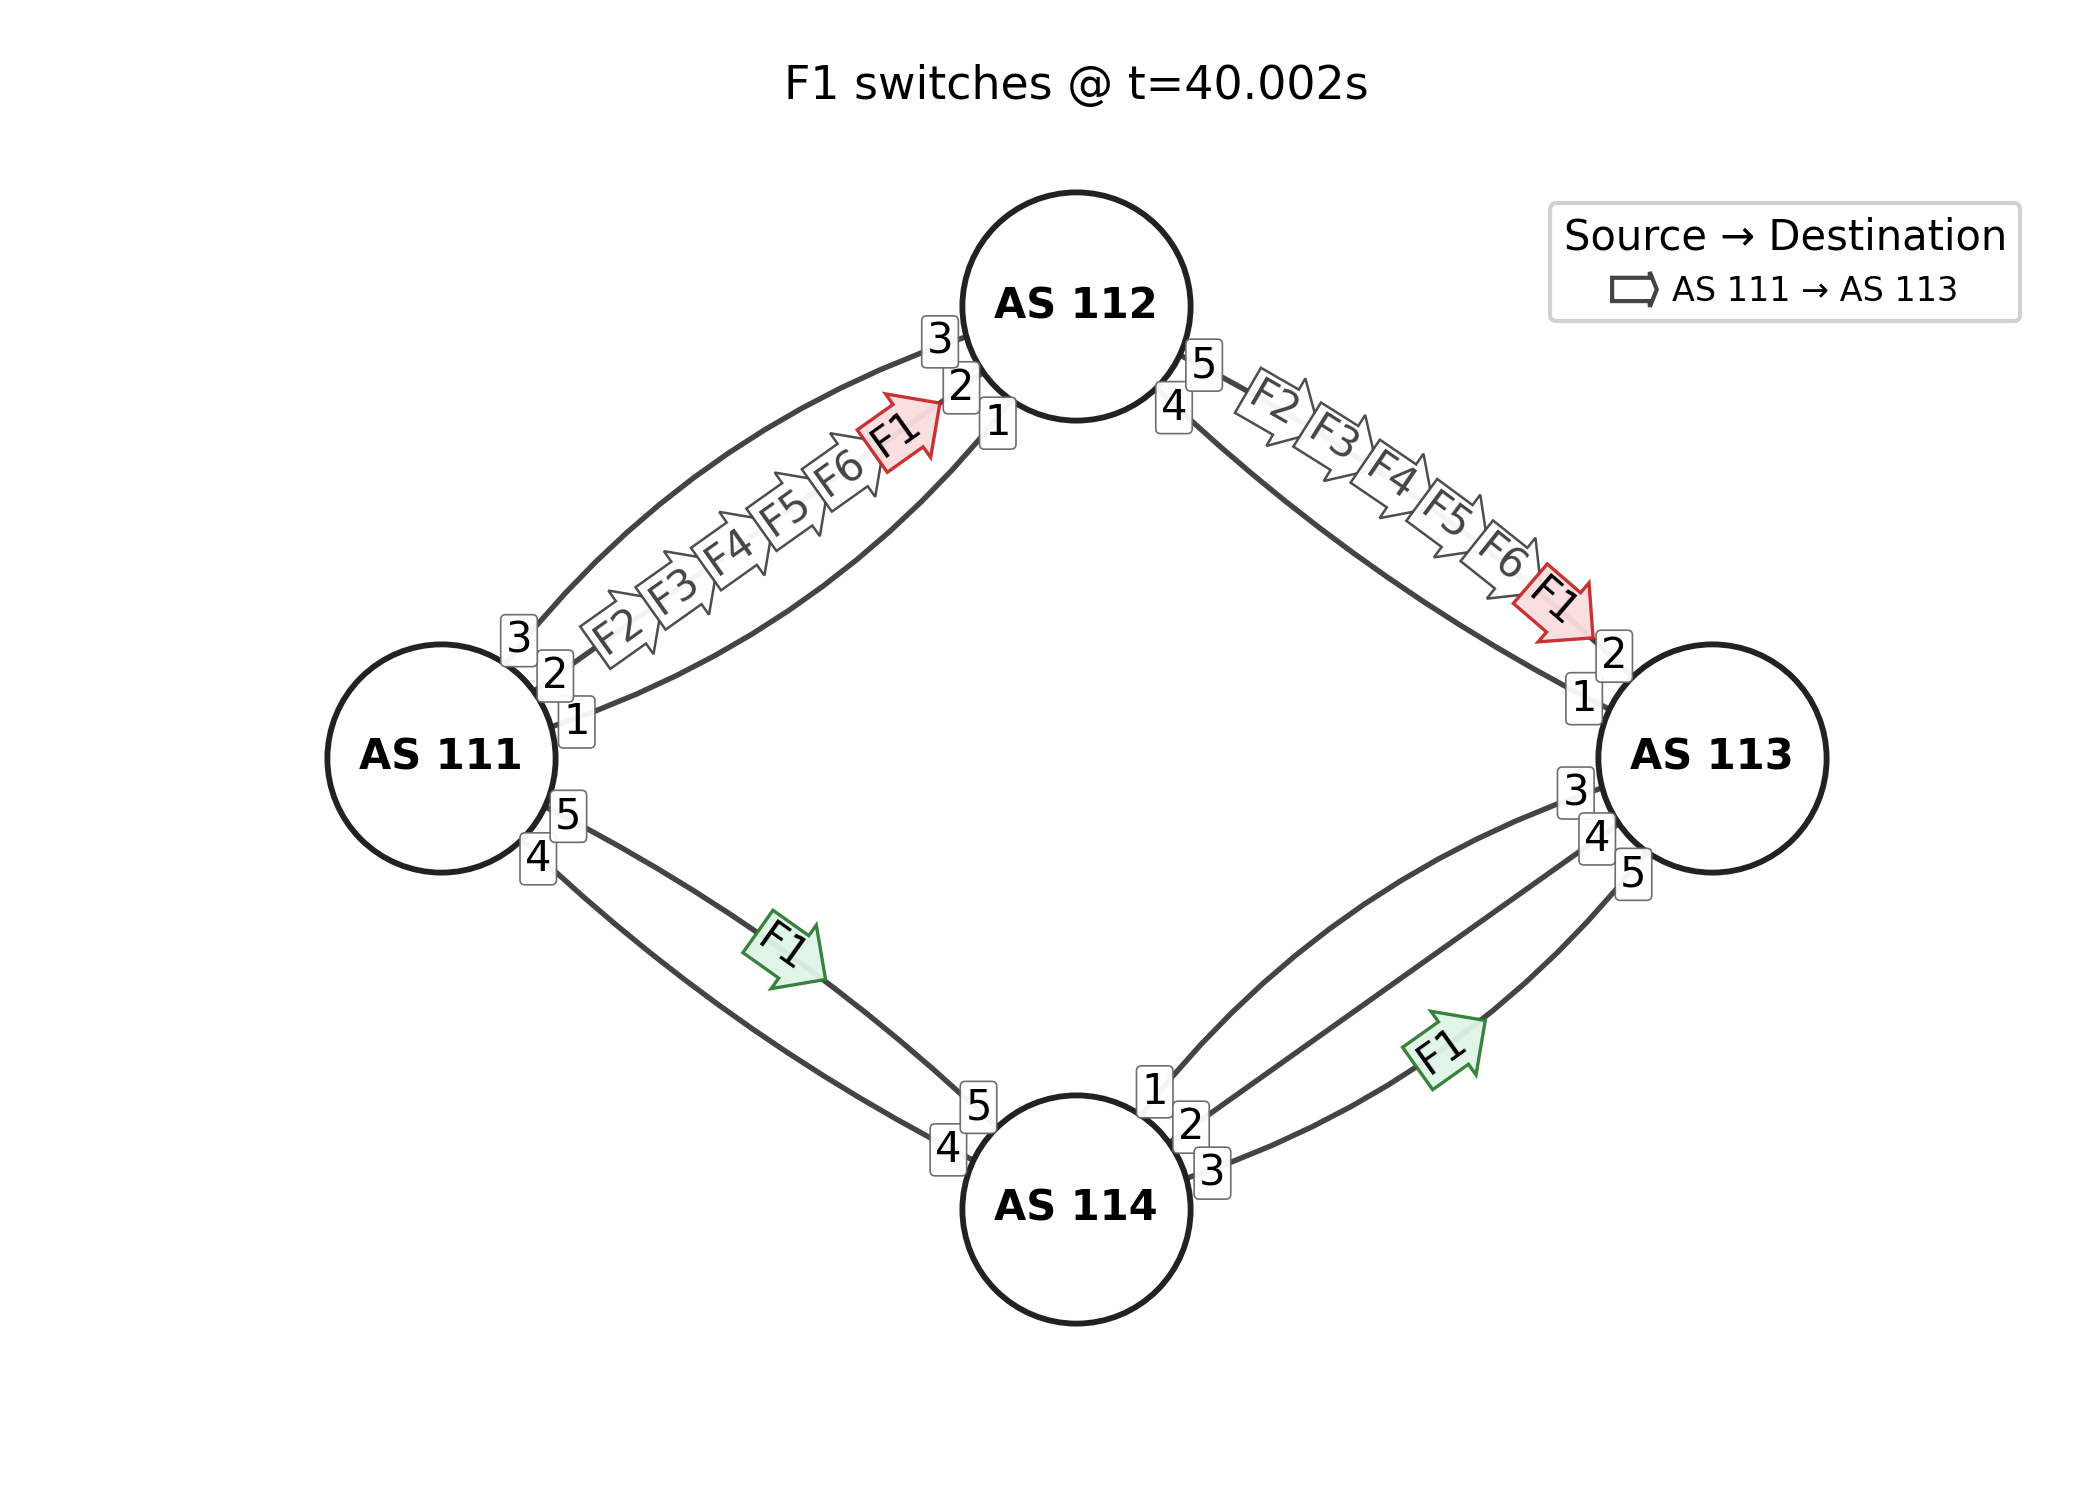 F1 switches @ t=40.002s
Source → Destination
AS 111 → AS 113
AS 112
3
2
1
5
4
F1
F6
F5
F4
F3
F2
F2
F3
F4
F5
F6
F1
3
2
1
2
1
AS 111
AS 113
5
4
3
4
5
F1
F1
5
4
1
2
3
AS 114